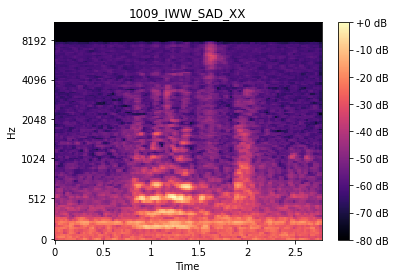 1009_IWW_SAD_XX
+0 dB
8192
-10 dB
4096
-20 dB
-30 dB
2048
Hz
-40 dB
1024
-50 dB
-60 dB
512
-70 dB
0
-80 dB
0 0.5 1 1.5 2 2.5
Time